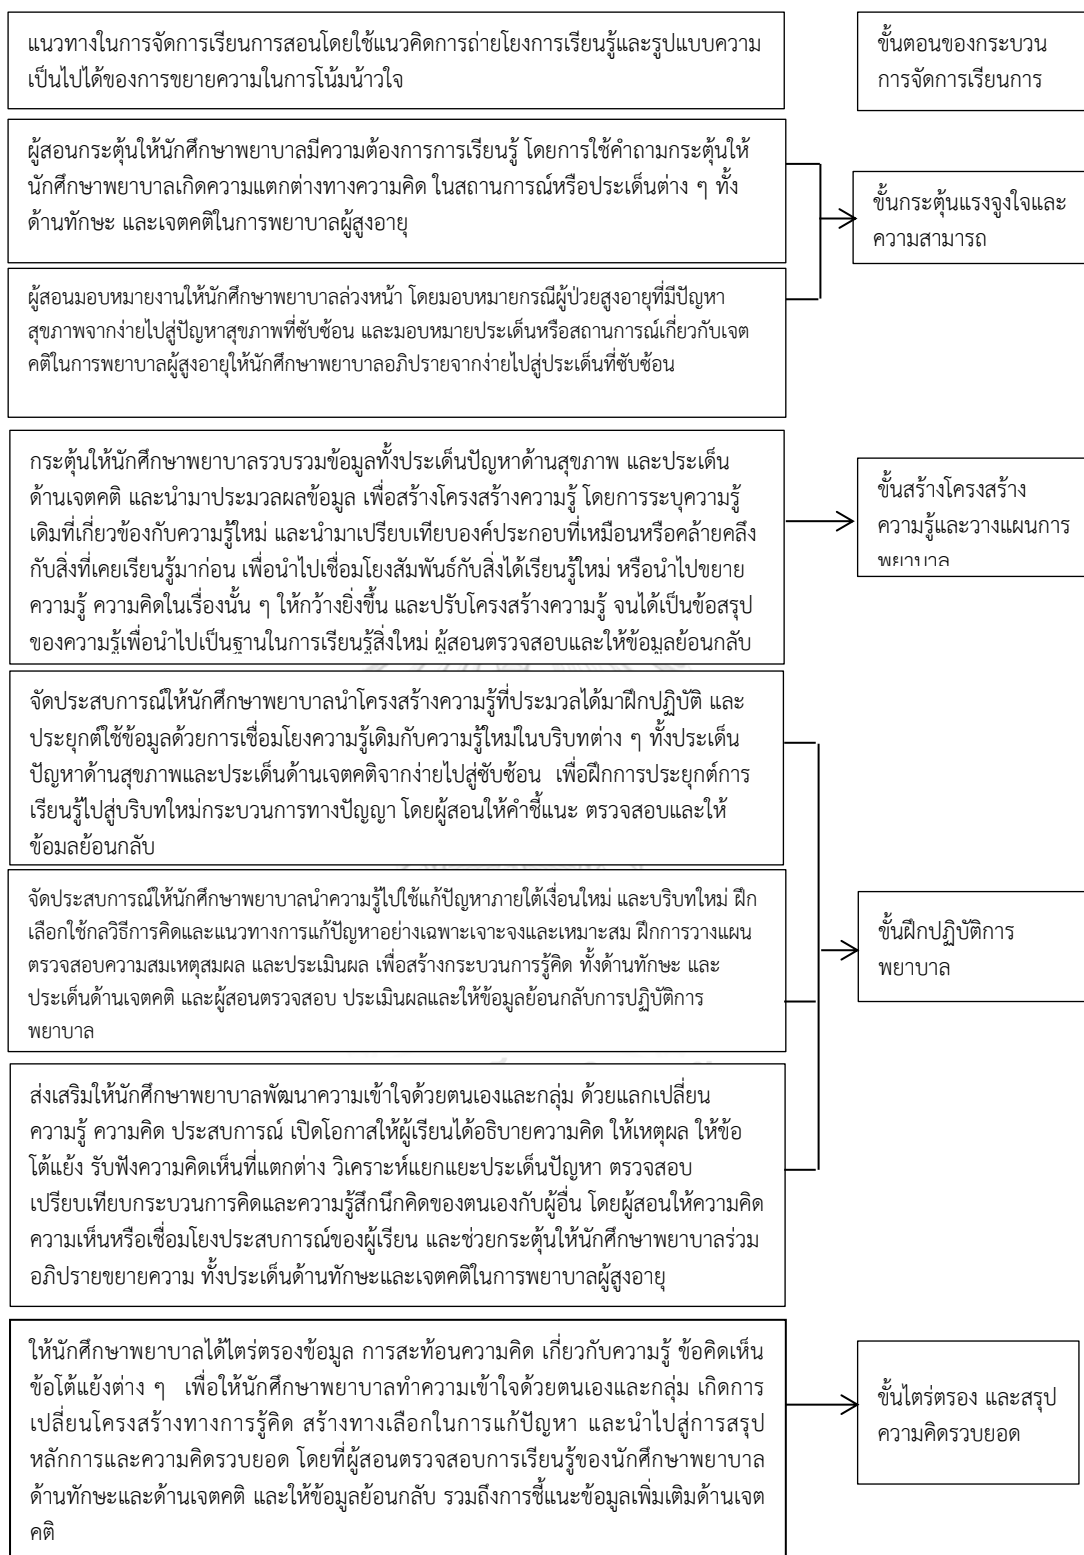 แนวทางในการจัดการเรียนการสอนโดยใช้แนวคิดการถ่ายโยงการเรียนรู้และรูปแบบความ
เป็นไปได้ของการขยายความในการโน้มน้าวใจ
ขั้นตอนของกระบวน
การจัดการเรียนการ
ผู้สอนกระตุ้นให้นักศึกษาพยาบาลมีความต้องการการเรียนรู้ โดยการใช้คำถามกระตุ้นให้
นักศึกษาพยาบาลเกิดความแตกต่างทางความคิด ในสถานการณ์หรือประเด็นต่าง ๆ ทั้ง
ด้านทักษะ และเจตคติในการพยาบาลผู้สูงอายุ
ขั้นกระตุ้นแรงจูงใจและ
ความสามารถ
ผู้สอนมอบหมายงานให้นักศึกษาพยาบาลล่วงหน้า โดยมอบหมายกรณีผู้ป่วยสูงอายุที่มีปัญหา
สุขภาพจากง่ายไปสู่ปัญหาสุขภาพที่ซับซ้อน และมอบหมายประเด็นหรือสถานการณ์เกี่ยวกับเจต
คติในการพยาบาลผู้สูงอายุให้นักศึกษาพยาบาลอภิปรายจากง่ายไปสู่ประเด็นที่ซับซ้อน
กระตุ้นให้นักศึกษาพยาบาลรวบรวมข้อมูลทั้งประเด็นปัญหาด้านสุขภาพ และประเด็น
ด้านเจตคติ และนำมาประมวลผลข้อมูล เพื่อสร้างโครงสร้างความรู้ โดยการระบุความรู้
เดิมที่เกี่ยวข้องกับความรู้ใหม่ และนำมาเปรียบเทียบองค์ประกอบที่เหมือนหรือคล้ายคลึง
กับสิ่งที่เคยเรียนรู้มาก่อน เพื่อนำไปเชื่อมโยงสัมพันธ์กับสิ่งได้เรียนรู้ใหม่ หรือนำไปขยาย
ความรู้ ความคิดในเรื่องนั้น ๆ ให้กว้างยิ่งขึ้น และปรับโครงสร้างความรู้ จนได้เป็นข้อสรุป
ของความรู้เพื่อนำไปเป็นฐานในการเรียนรู้สิ่งใหม่ ผู้สอนตรวจสอบและให้ข้อมูลย้อนกลับ
ขั้นสร้างโครงสร้าง
ความรู้และวางแผนการ
พยาบาล
จัดประสบการณ์ให้นักศึกษาพยาบาลนำโครงสร้างความรู้ที่ประมวลได้มาฝึกปฏิบัติ และ
ประยุกต์ใช้ข้อมูลด้วยการเชื่อมโยงความรู้เดิมกับความรู้ใหม่ในบริบทต่าง ๆ ทั้งประเด็น
ปัญหาด้านสุขภาพและประเด็นด้านเจตคติจากง่ายไปสู่ซับซ้อน เพื่อฝึกการประยุกต์การ
เรียนรู้ไปสู่บริบทใหม่กระบวนการทางปัญญา โดยผู้สอนให้คำชี้แนะ ตรวจสอบและให้
ข้อมูลย้อนกลับ
จัดประสบการณ์ให้นักศึกษาพยาบาลนำความรู้ไปใช้แก้ปัญหาภายใต้เงื่อนใหม่ และบริบทใหม่ ฝึก
เลือกใช้กลวิธีการคิดและแนวทางการแก้ปัญหาอย่างเฉพาะเจาะจงและเหมาะสม ฝึกการวางแผน
ตรวจสอบความสมเหตุสมผล และประเมินผล เพื่อสร้างกระบวนการรู้คิด ทั้งด้านทักษะ และ
ประเด็นด้านเจตคติ และผู้สอนตรวจสอบ ประเมินผลและให้ข้อมูลย้อนกลับการปฏิบัติการ
พยาบาล
ขั้นฝึกปฏิบัติการ
พยาบาล
ส่งเสริมให้นักศึกษาพยาบาลพัฒนาความเข้าใจด้วยตนเองและกลุ่ม ด้วยแลกเปลี่ยน
ความรู้ ความคิด ประสบการณ์ เปิดโอกาสให้ผู้เรียนได้อธิบายความคิด ให้เหตุผล ให้ข้อ
โต้แย้ง รับฟังความคิดเห็นที่แตกต่าง วิเคราะห์แยกแยะประเด็นปัญหา ตรวจสอบ
เปรียบเทียบกระบวนการคิดและความรู้สึกนึกคิดของตนเองกับผู้อื่น โดยผู้สอนให้ความคิด
ความเห็นหรือเชื่อมโยงประสบการณ์ของผู้เรียน และช่วยกระตุ้นให้นักศึกษาพยาบาลร่วม
อภิปรายขยายความ ทั้งประเด็นด้านทักษะและเจตคติในการพยาบาลผู้สูงอายุ
ให้นักศึกษาพยาบาลได้ไตร่ตรองข้อมูล การสะท้อนความคิด เกี่ยวกับความรู้ ข้อคิดเห็น
ข้อโต้แย้งต่าง ๆ เพื่อให้นักศึกษาพยาบาลทำความเข้าใจด้วยตนเองและกลุ่ม เกิดการ
เปลี่ยนโครงสร้างทางการรู้คิด สร้างทางเลือกในการแก้ปัญหา และนำไปสู่การสรุป
หลักการและความคิดรวบยอด โดยที่ผู้สอนตรวจสอบการเรียนรู้ของนักศึกษาพยาบาล
ด้านทักษะและด้านเจตคติ และให้ข้อมูลย้อนกลับ รวมถึงการชี้แนะข้อมูลเพิ่มเติมด้านเจต
คติ
ขั้นไตร่ตรอง และสรุป
ความคิดรวบยอด